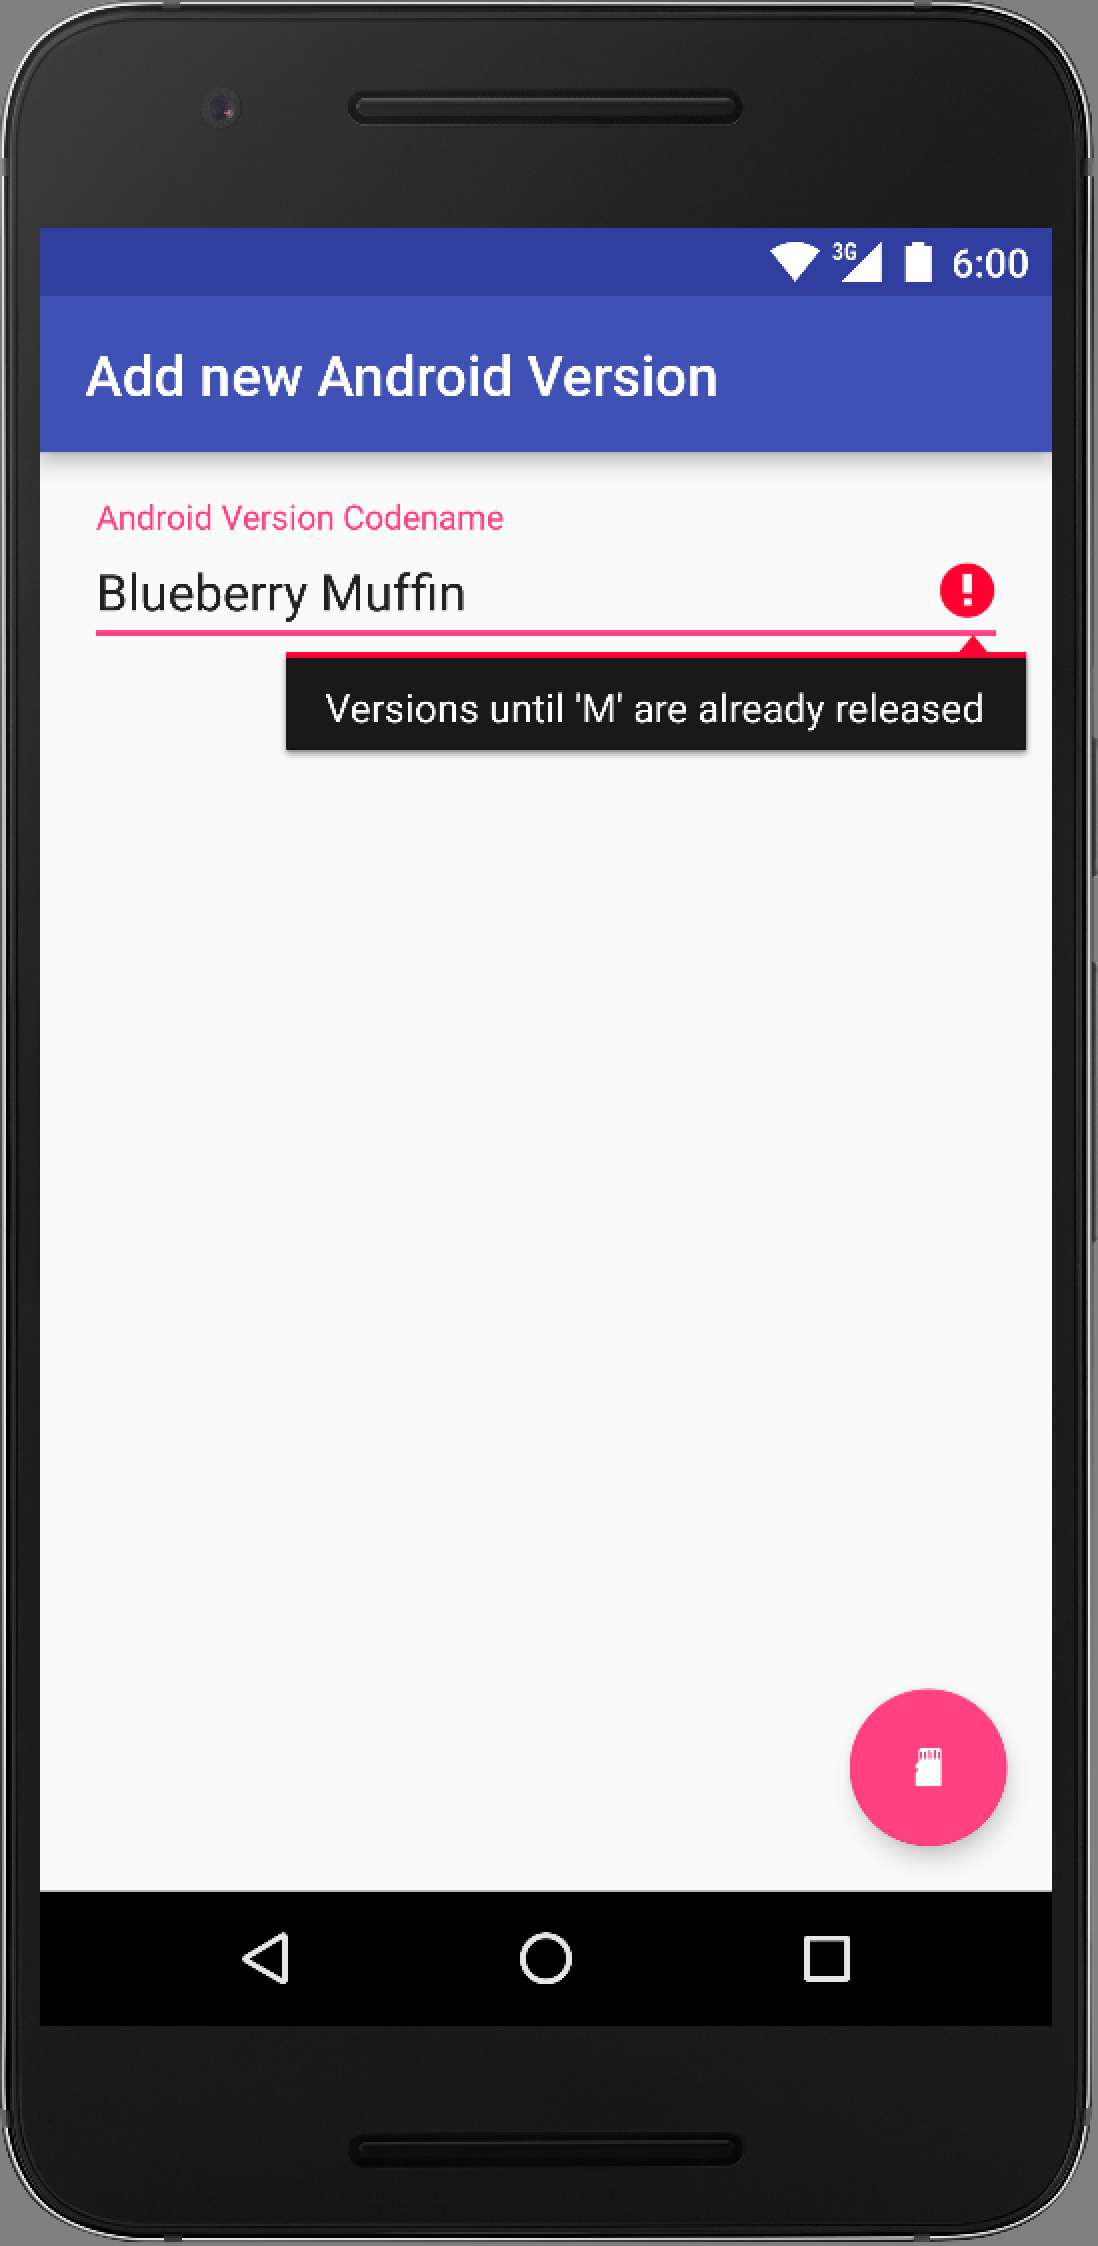 3G 6:00
Add new Android Version
Android Version Codename
Blueberry Muffin
Versions until 'M' are already released